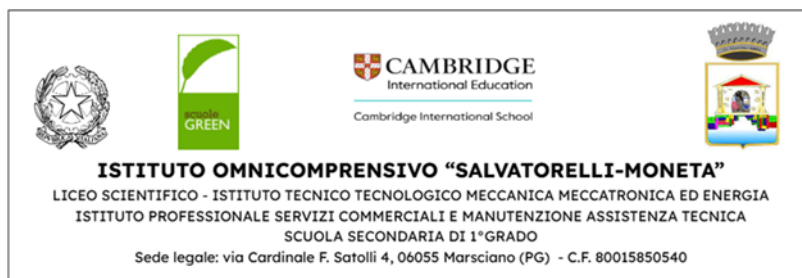 scuole
GREEN
CAMBRIDGE
International Education
Cambridge International School
ISTITUTO OMNICOMPRENSIVO “SALVATORELLI-MONETA”
LICEO SCIENTIFICO - ISTITUTO TECNICO TECNOLOGICO MECCANICA MECCATRONICA ED ENERGIA
ISTITUTO PROFESSIONALE SERVIZI COMMERCIALI E MANUTENZIONE ASSISTENZA TECNICA
SCUOLA SECONDARIA DI 1°GRADO
Sede legale: via Cardinale F. Satolli 4, 06055 Marsciano (PG) - C.F. 80015850540